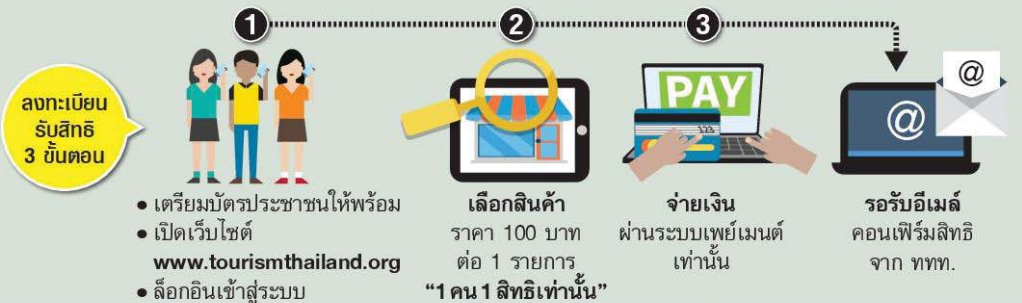 ลงทะเบียน
รับสิทธิ
3 ขั้นตอน
1
2
3
PAY
123
@
@
• เตรียมบัตรประชาชนให้พร้อม
• เปิดเว็บไซต์
www.tourismthailand.org
• ล็อกอินเข้าสู่ระบบ
เลือกสินค้า
ราคา 100 บาท
ต่อ 1 รายการ
“1 คน 1 สิทธิเท่านั้น”
จ่ายเงิน
ผ่านระบบเพย์เมนต์
เท่านั้น
รอรับอีเมล์
คอนเฟิร์มสิทธิ
จาก ททท.